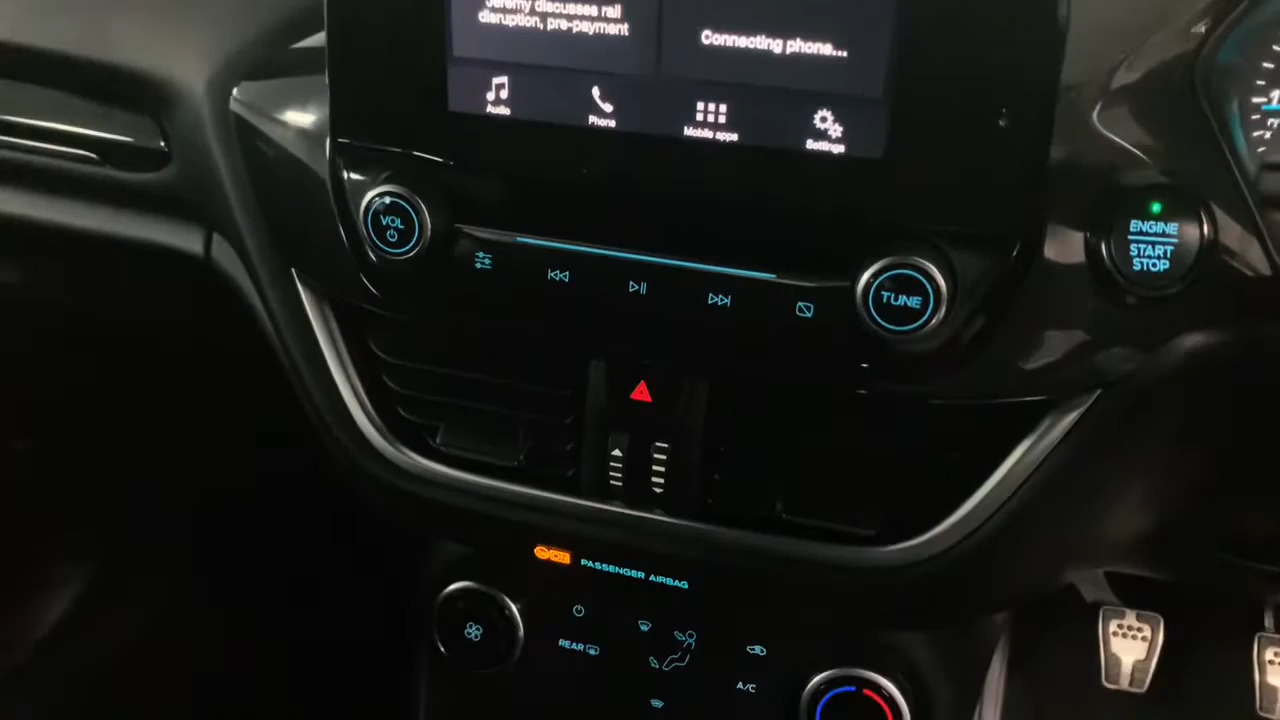 Jeremy discusses rail
disruption, pre-payment
Connecting phone...
Audio
Phone
Mobile apps
Settings
VOL
TUNE
ENGINE
START
STOP
PASSENGER AIRBAG
REAR
A/C